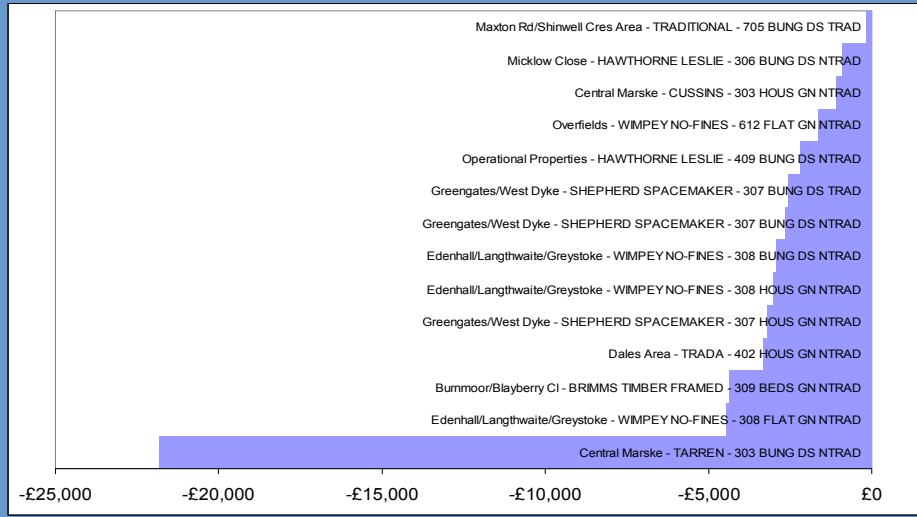 Maxton Rd/Shinwell Cres Area - TRADITIONAL - 705 BUNG DS TRAD
Micklow Close - HAWTHORNE LESLIE - 306 BUNG DS NTRAD
Central Marske - CUSSINS - 303 HOUS GN NTRAD
Overfields - WIMPEY NO-FINES - 612 FLAT GN NTRAD
Operational Properties - HAWTHORNE LESLIE - 409 BUNG DS NTRAD
Greengates/West Dyke - SHEPHERD SPACEMAKER - 307 BUNG DS TRAD
Greengates/West Dyke - SHEPHERD SPACEMAKER - 307 BUNG DS NTRAD
Edenhall/Langthwaite/Greystoke - WIMPEY NO-FINES - 308 BUNG DS NTRAD
Edenhall/Langthwaite/Greystoke - WIMPEY NO-FINES - 308 HOUS GN NTRAD
Greengates/West Dyke - SHEPHERD SPACEMAKER - 307 HOUS GN NTRAD
Dales Area - TRADA - 402 HOUS GN NTRAD
Burnmoor/Blayberry Cl - BRIMMS TIMBER FRAMED - 309 BEDS GN NTRAD
Edenhall/Langthwaite/Greystoke - WIMPEY NO-FINES - 308 FLAT GN NTRAD
Central Marske - TARREN - 303 BUNG DS NTRAD
-£25,000 -£20,000 -£15,000 -£10,000 -£5,000 £0